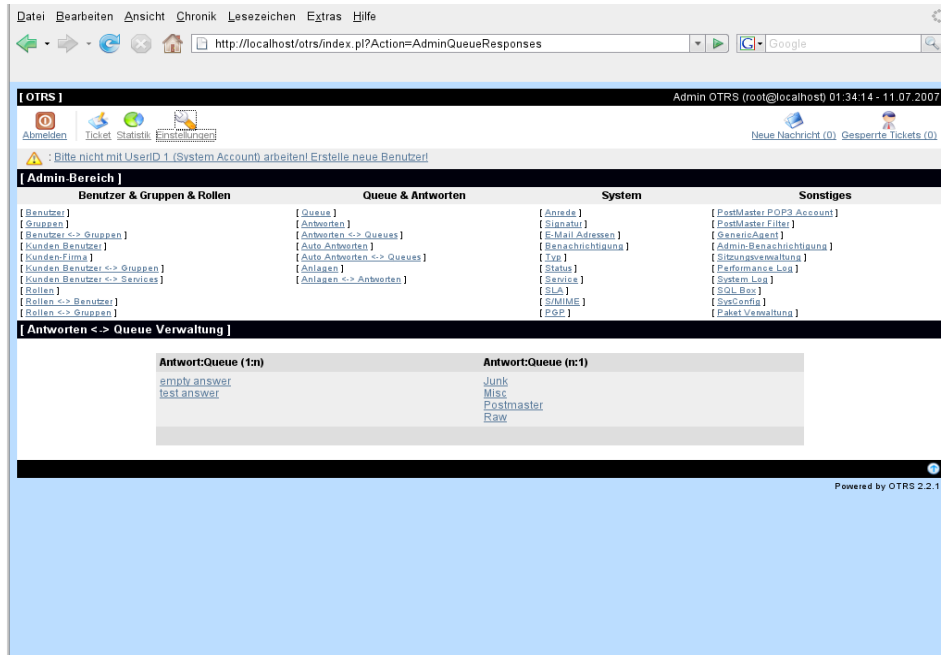 Datei Bearbeiten Ansicht Chronik Lesezeichen Extras Hilfe
http://localhost/otrs/index.pl?Action=AdminQueueResponses
G Google
[ OTRS ] Admin OTRS (root@localhost) 01:34:14 - 11.07.2007
Abmelden Ticket Statistik Einstellungen Neue Nachricht (0) Gesperrte Tickets (0)
: Bitte nicht mit UserID 1 (System Account) arbeiten! Erstelle neue Benutzer!
[ Admin-Bereich ]
Benutzer & Gruppen & Rollen Queue & Antworten System Sonstiges
[ Benutzer ] [ Queue ] [ Anrede ] [ PostMaster POP3 Account ]
[ Gruppen ] [ Antworten ] [ Signatur ] [ PostMaster Filter ]
[ Benutzer <-> Gruppen ] [ Antworten <-> Queues ] [ E-Mail Adressen ] [ GenericAgent ]
[ Kunden Benutzer ] [ Auto Antworten ] [ Benachrichtigung ] [ Admin-Benachrichtigung ]
[ Kunden-Firma ] [ Auto Antworten <-> Queues ] [ Typ ] [ Sitzungsverwaltung ]
[ Kunden Benutzer <-> Gruppen ] [ Anlagen ] [ Status ] [ Performance Log ]
[ Kunden Benutzer <-> Services ] [ Anlagen <-> Antworten ] [ Service ] [ System Log ]
[ Rollen ] [ SLA ] [ SQL Box ]
[ Rollen <-> Benutzer ] [ S/MIME ] [ SysConfig ]
[ Rollen <-> Gruppen ] [ PGP ] [ Paket Verwaltung ]
[ Antworten <-> Queue Verwaltung ]
Antwort:Queue (1:n) Antwort:Queue (n:1)
empty answer Junk
test answer Misc
Postmaster
Raw
Powered by OTRS 2.2.1